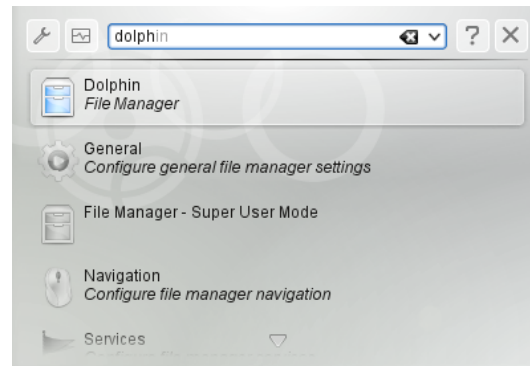 dolphin
?
Dolphin
File Manager
General
Configure general file manager settings
File Manager - Super User Mode
Navigation
Configure file manager navigation
Services